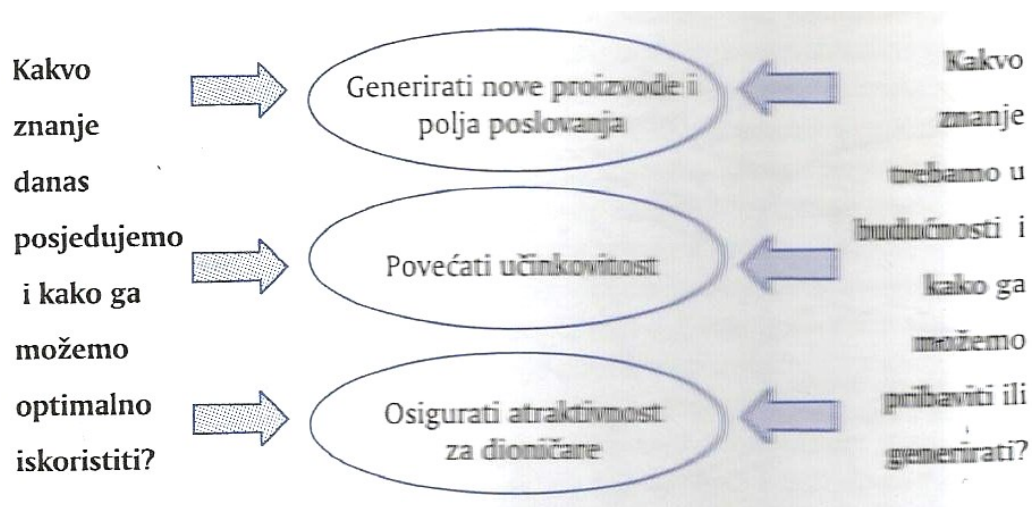 Kakvo
znanje
danas
posjedujemo
i kako ga
možemo
optimalno
iskoristiti?
Generirati nove proizvode i
polja poslovanja
Povećati učinkovitost
Osigurati atraktivnost
za dioničare
Kakvo
znanje
trebamo u
budućnosti i
kako ga
možemo
pribaviti ili
generirati?